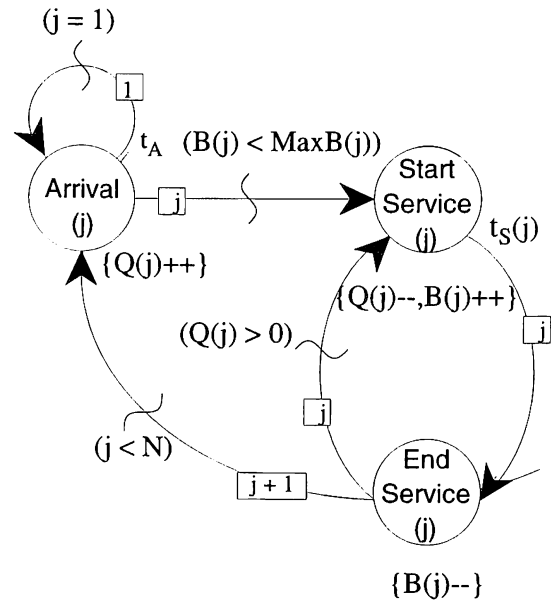 (j = 1)
1
t_A
(B(j) < MaxB(j))
Arrival
(j)
j
Start
Service
(j)
t_S(j)
{Q(j)++}
{Q(j)--,B(j)++}
(Q(j) > 0)
j
j
(j < N)
j + 1
End
Service
(j)
{B(j)--}